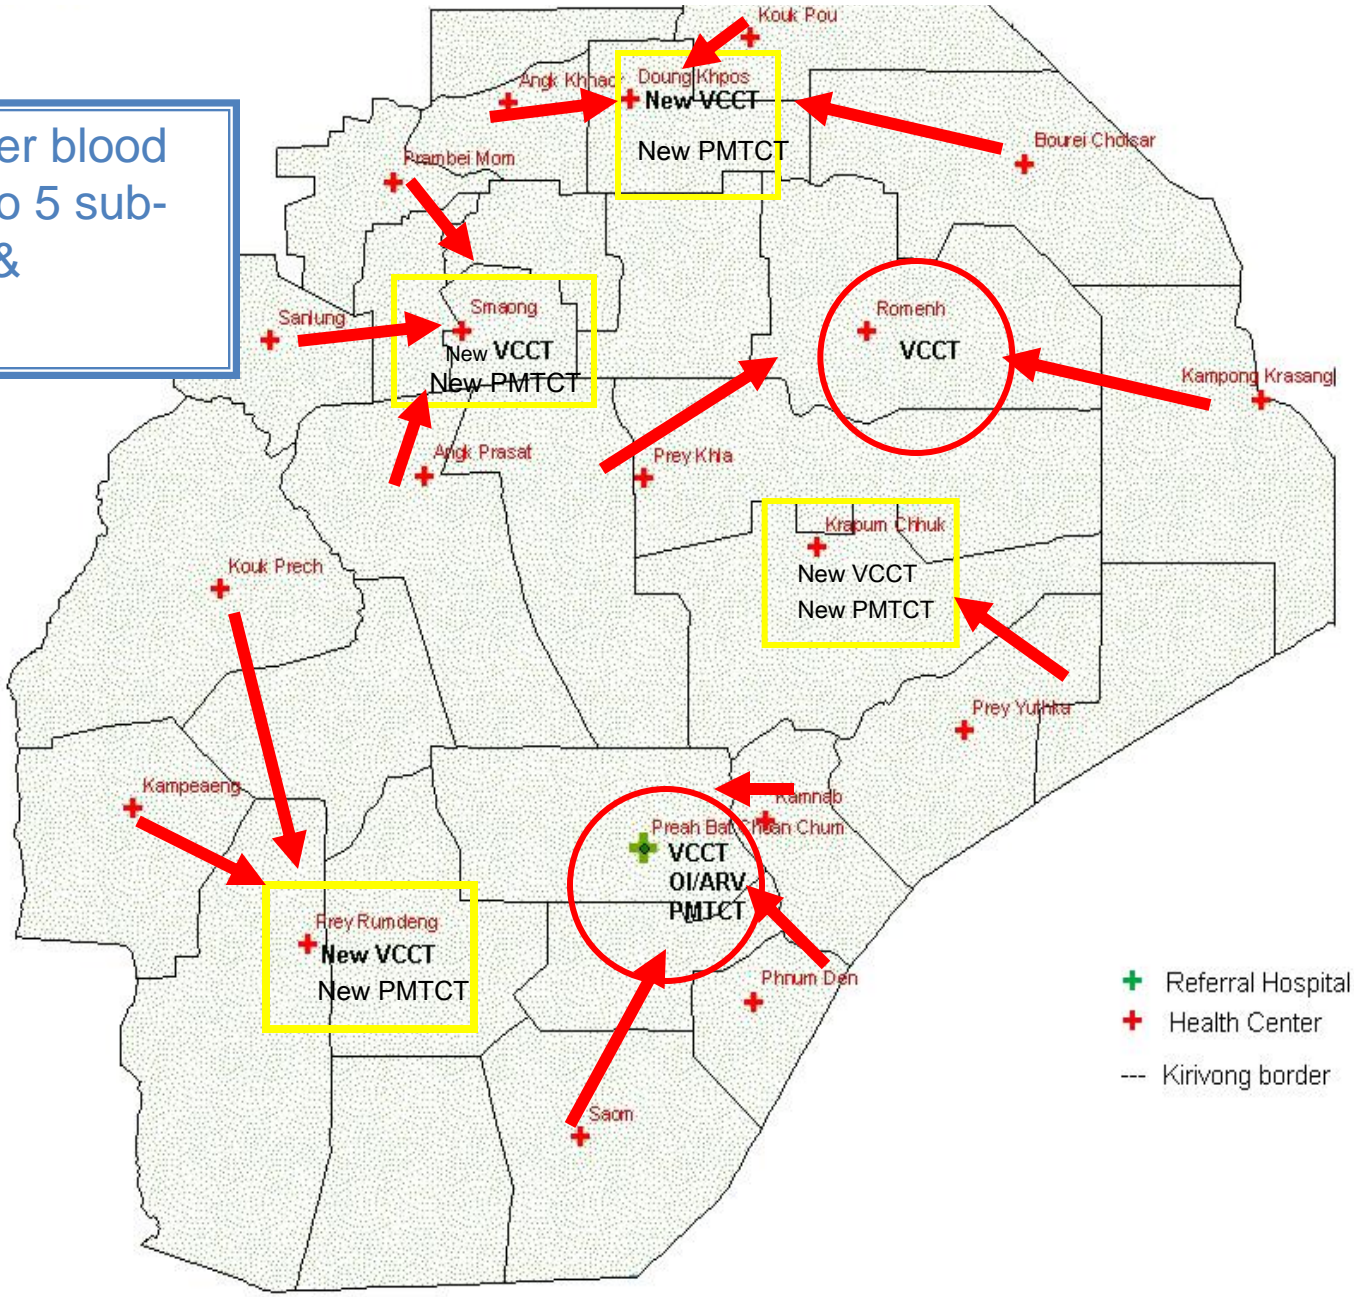 Kouk Pou
er blood
o 5 sub-
&
Angk Khnaor
Doung Khpos
New VCCT
New PMTCT
Bourei Cholsar
Prambei Mom
Sanlung
Smaong
New VCCT
New PMTCT
Romenh
VCCT
Kampong Krasang
Angk Prasat
Prey Khla
Krapum Chhuk
New VCCT
New PMTCT
Kouk Prech
Prey Yuthka
Kampeaeng
Kamnab
Preah Bat Choan Chum
VCCT
OI/ARV
PMTCT
Prey Rumdeng
New VCCT
New PMTCT
Phnum Den
Saom
Referral Hospital
Health Center
--- Kirivong border